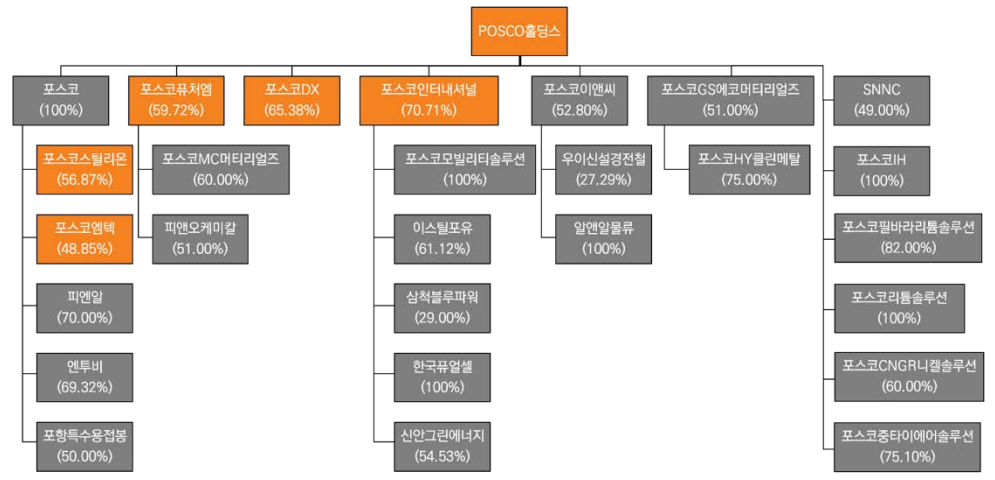 POSCO홀딩스
포스코
(100%)
포스코퓨처엠
(59.72%)
포스코DX
(65.38%)
포스코인터내셔널
(70.71%)
포스코이앤씨
(52.80%)
포스코GS에코머티리얼즈
(51.00%)
SNNC
(49.00%)
포스코스틸리온
(56.87%)
포스코MC머티리얼즈
(60.00%)
포스코모빌리티솔루션
(100%)
우이신설경전철
(27.29%)
포스코HY클린메탈
(75.00%)
포스코IH
(100%)
포스코엠텍
(48.85%)
피앤오케미칼
(51.00%)
이스틸포유
(61.12%)
알앤알물류
(100%)
포스코필바라리튬솔루션
(82.00%)
피엔알
(70.00%)
삼척블루파워
(29.00%)
포스코리튬솔루션
(100%)
엔투비
(69.32%)
한국퓨얼셀
(100%)
포스코CNGR니켈솔루션
(60.00%)
포항특수용접봉
(50.00%)
신안그린에너지
(54.53%)
포스코중타이에어솔루션
(75.10%)